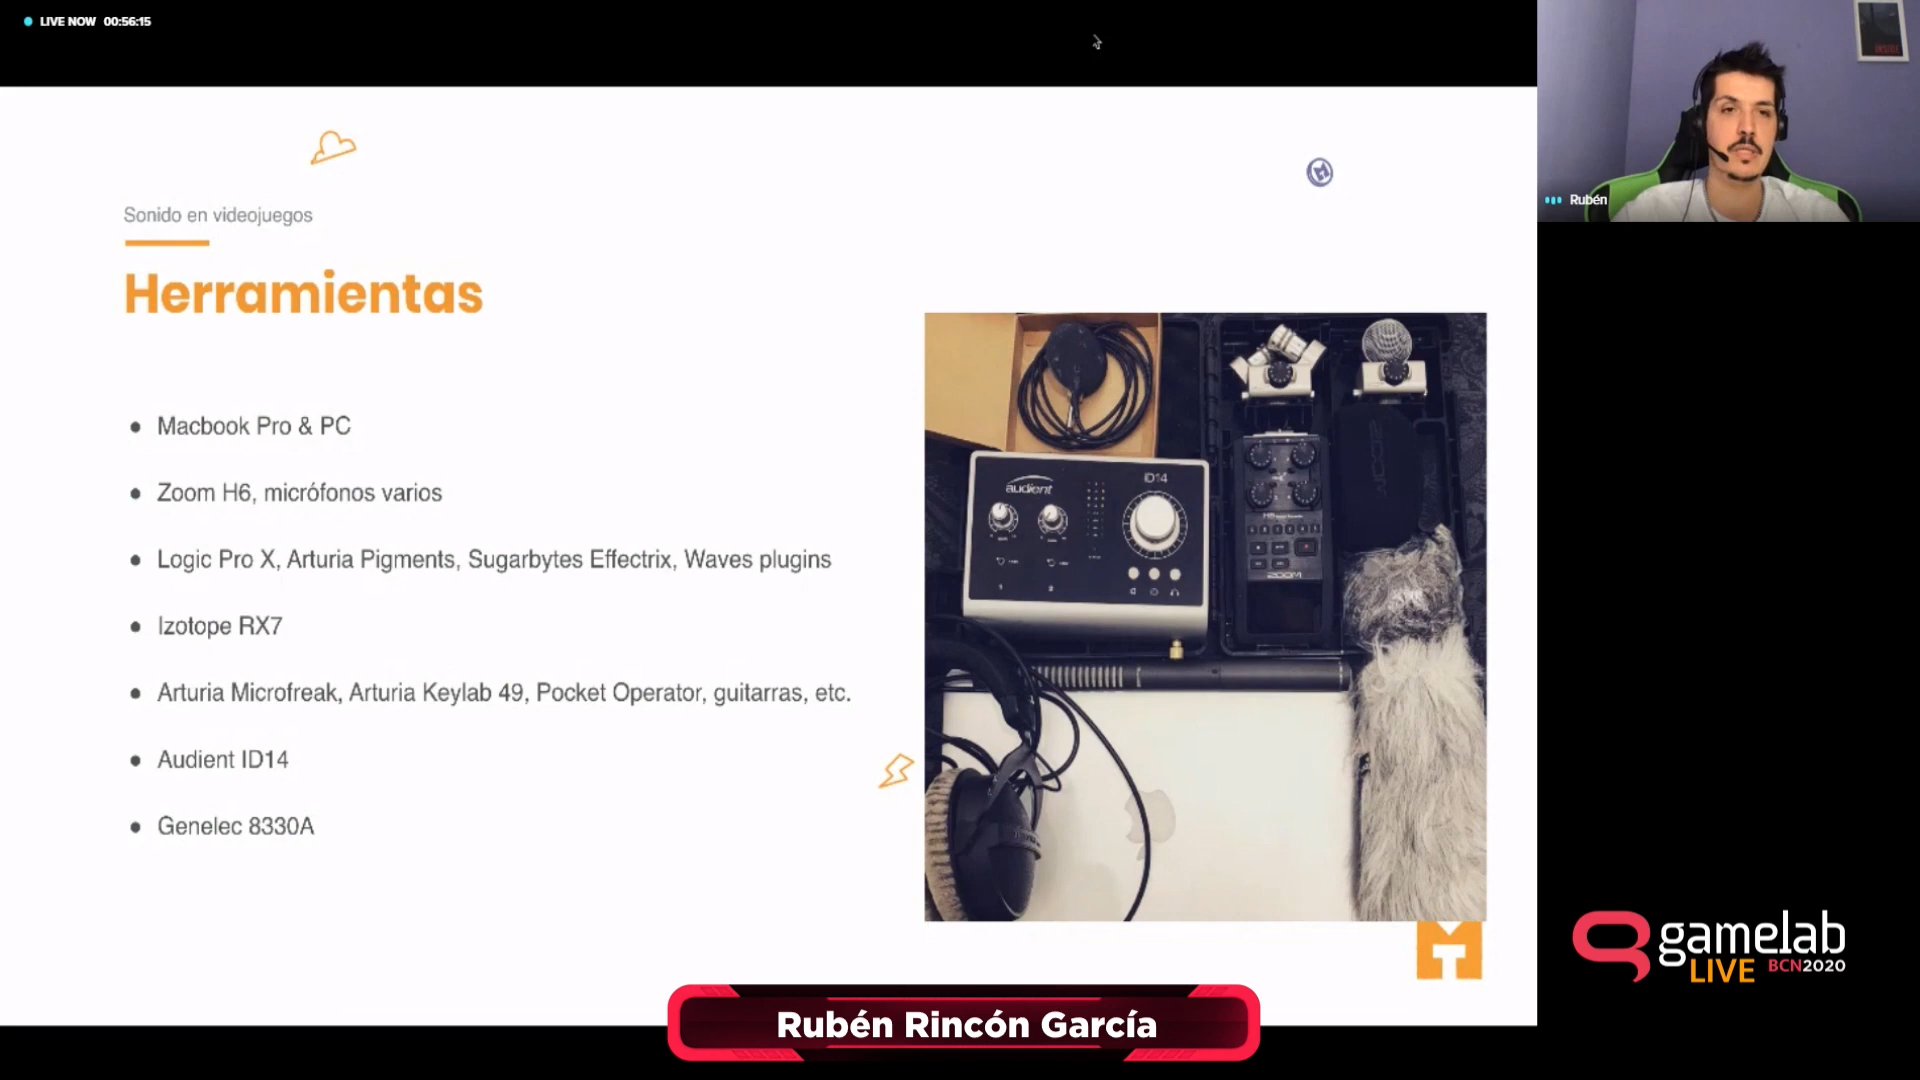 LIVE NOW 00:56:15
Sonido en videojuegos
Herramientas
Macbook Pro & PC
Zoom H6, micrófonos varios
Logic Pro X, Arturia Pigments, Sugarbytes Effectrix, Waves plugins
Izotope RX7
Arturia Microfreak, Arturia Keylab 49, Pocket Operator, guitarras, etc.
Audient ID14
Genelec 8330A
audient
iD14
ZOOM
ZOOM
Rubén
gamelab
LIVE BCN2020
Rubén Rincón García